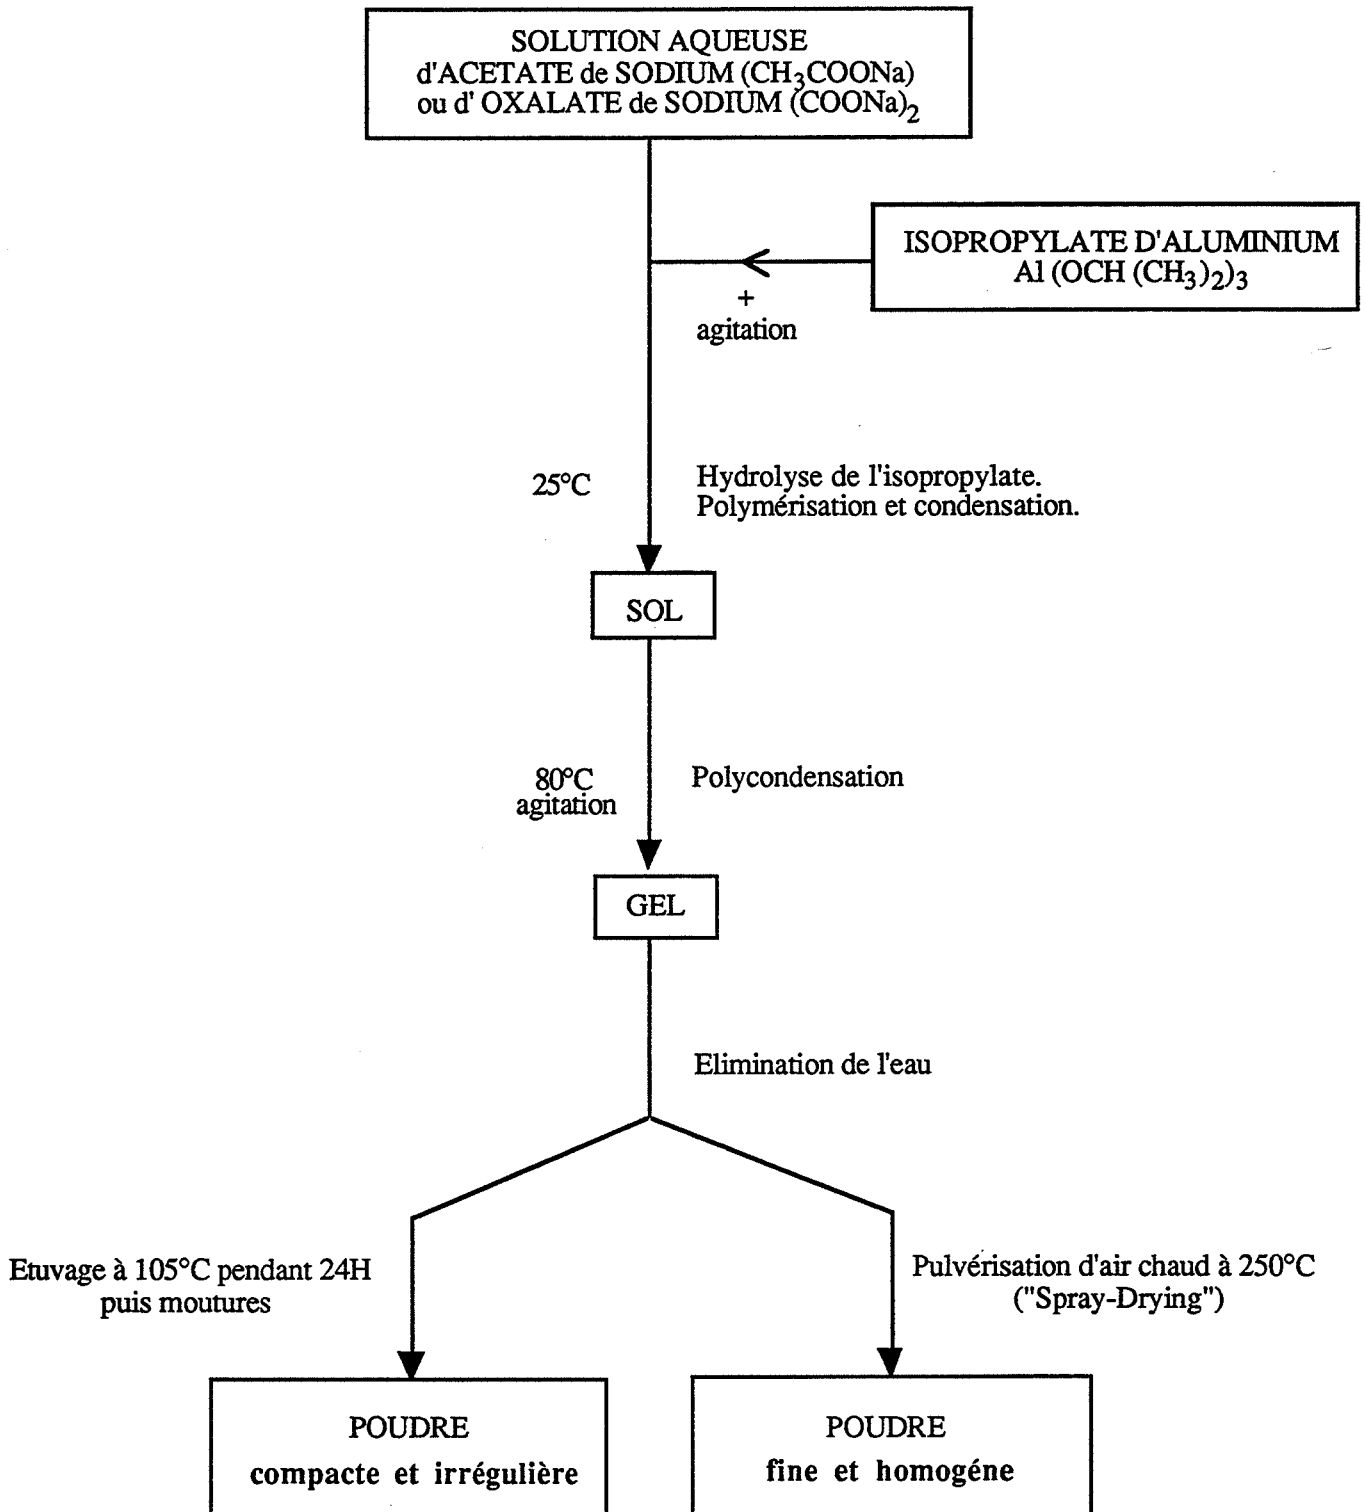 SOLUTION AQUEUSE
d'ACETATE de SODIUM (CH3COONa)
ou d' OXALATE de SODIUM (COONa)2
ISOPROPYLATE D'ALUMINIUM
Al (OCH (CH3)2)3
+
agitation
25°C
Hydrolyse de l'isopropylate.
Polymérisation et condensation.
SOL
80°C
agitation
Polycondensation
GEL
Elimination de l'eau
Etuvage à 105°C pendant 24H
puis moutures
Pulvérisation d'air chaud à 250°C
("Spray-Drying")
POUDRE
compacte et irrégulière
POUDRE
fine et homogéne